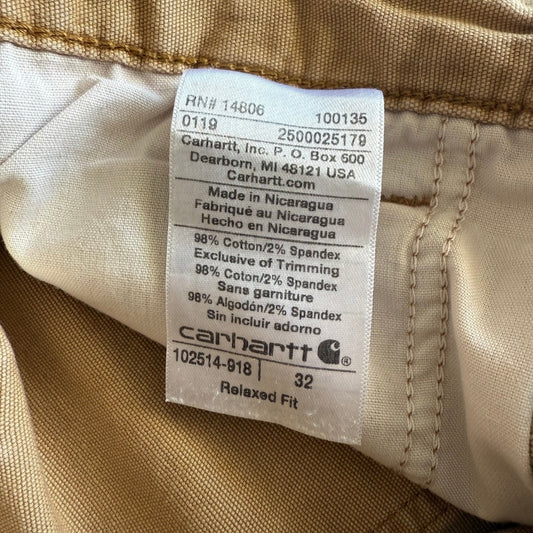 RN# 14806 100135
0119 2500025179
Carhartt, Inc. P. O. Box 600
Dearborn, MI 48121 USA
Carhartt.com
Made in Nicaragua
Fabriqué au Nicaragua
Hecho en Nicaragua
98% Cotton/2% Spandex
Exclusive of Trimming
98% Coton/2% Spandex
Sans garniture
98% Algodón/2% Spandex
Sin incluir adorno
carhartt ®
102514-918 32
Relaxed Fit